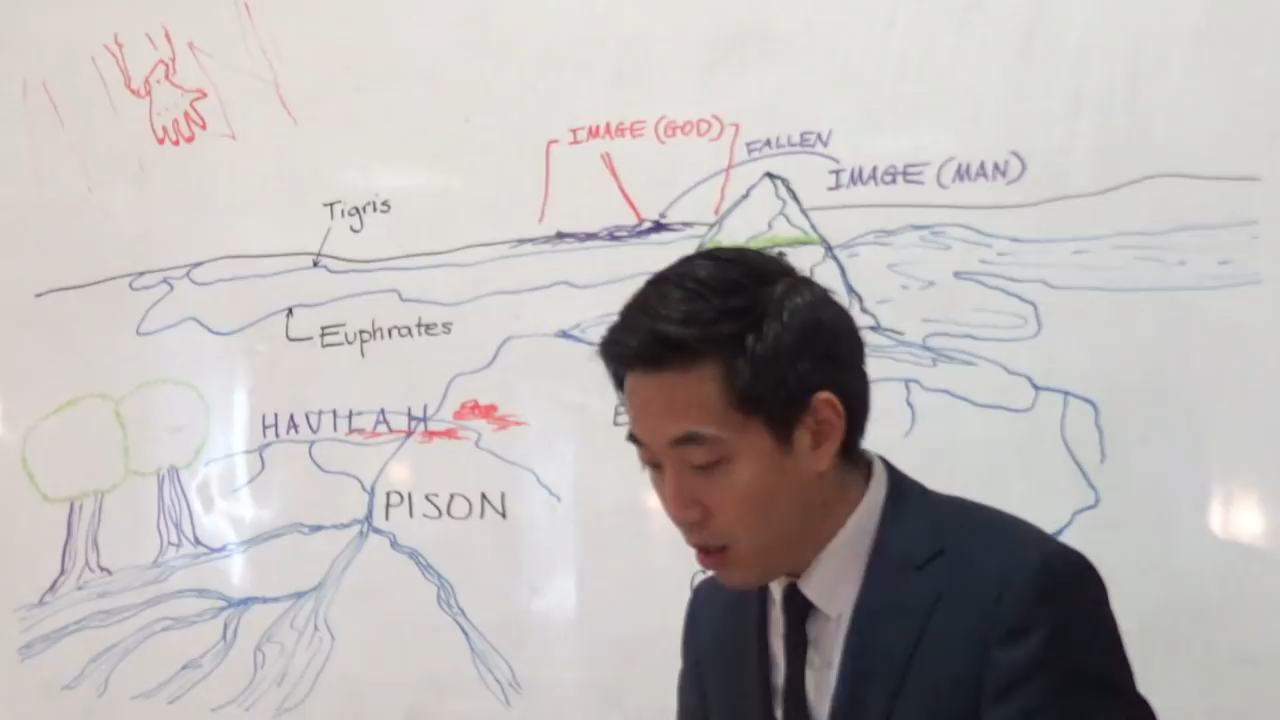 IMAGE (GOD)
FALLEN
IMAGE (MAN)
Tigris
Euphrates
HAVILAH
PISON